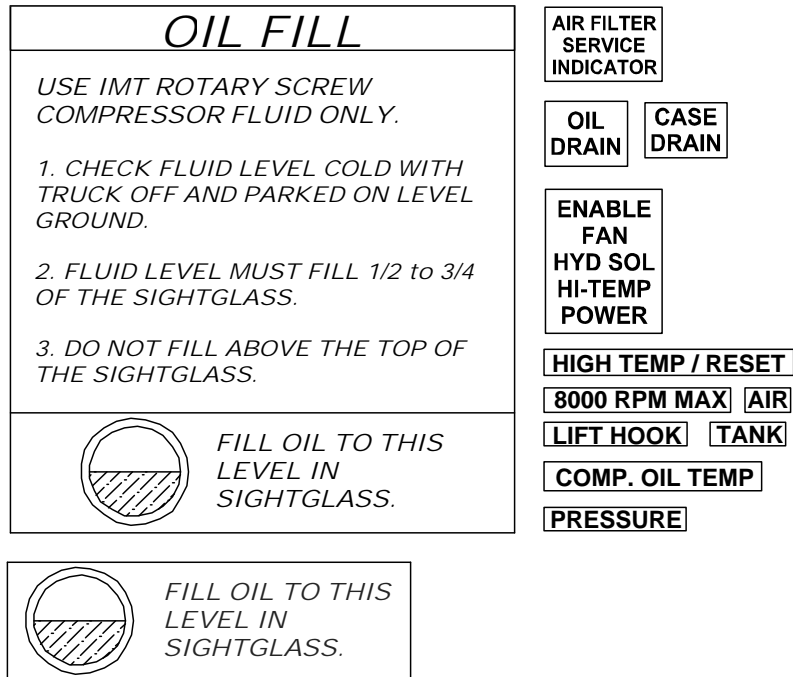 OIL FILL
USE IMT ROTARY SCREW
COMPRESSOR FLUID ONLY.
1. CHECK FLUID LEVEL COLD WITH
TRUCK OFF AND PARKED ON LEVEL
GROUND.
2. FLUID LEVEL MUST FILL 1/2 to 3/4
OF THE SIGHTGLASS.
3. DO NOT FILL ABOVE THE TOP OF
THE SIGHTGLASS.
FILL OIL TO THIS
LEVEL IN
SIGHTGLASS.
FILL OIL TO THIS
LEVEL IN
SIGHTGLASS.
AIR FILTER
SERVICE
INDICATOR
OIL
DRAIN
CASE
DRAIN
ENABLE
FAN
HYD SOL
HI-TEMP
POWER
HIGH TEMP / RESET
8000 RPM MAX
AIR
LIFT HOOK
TANK
COMP. OIL TEMP
PRESSURE